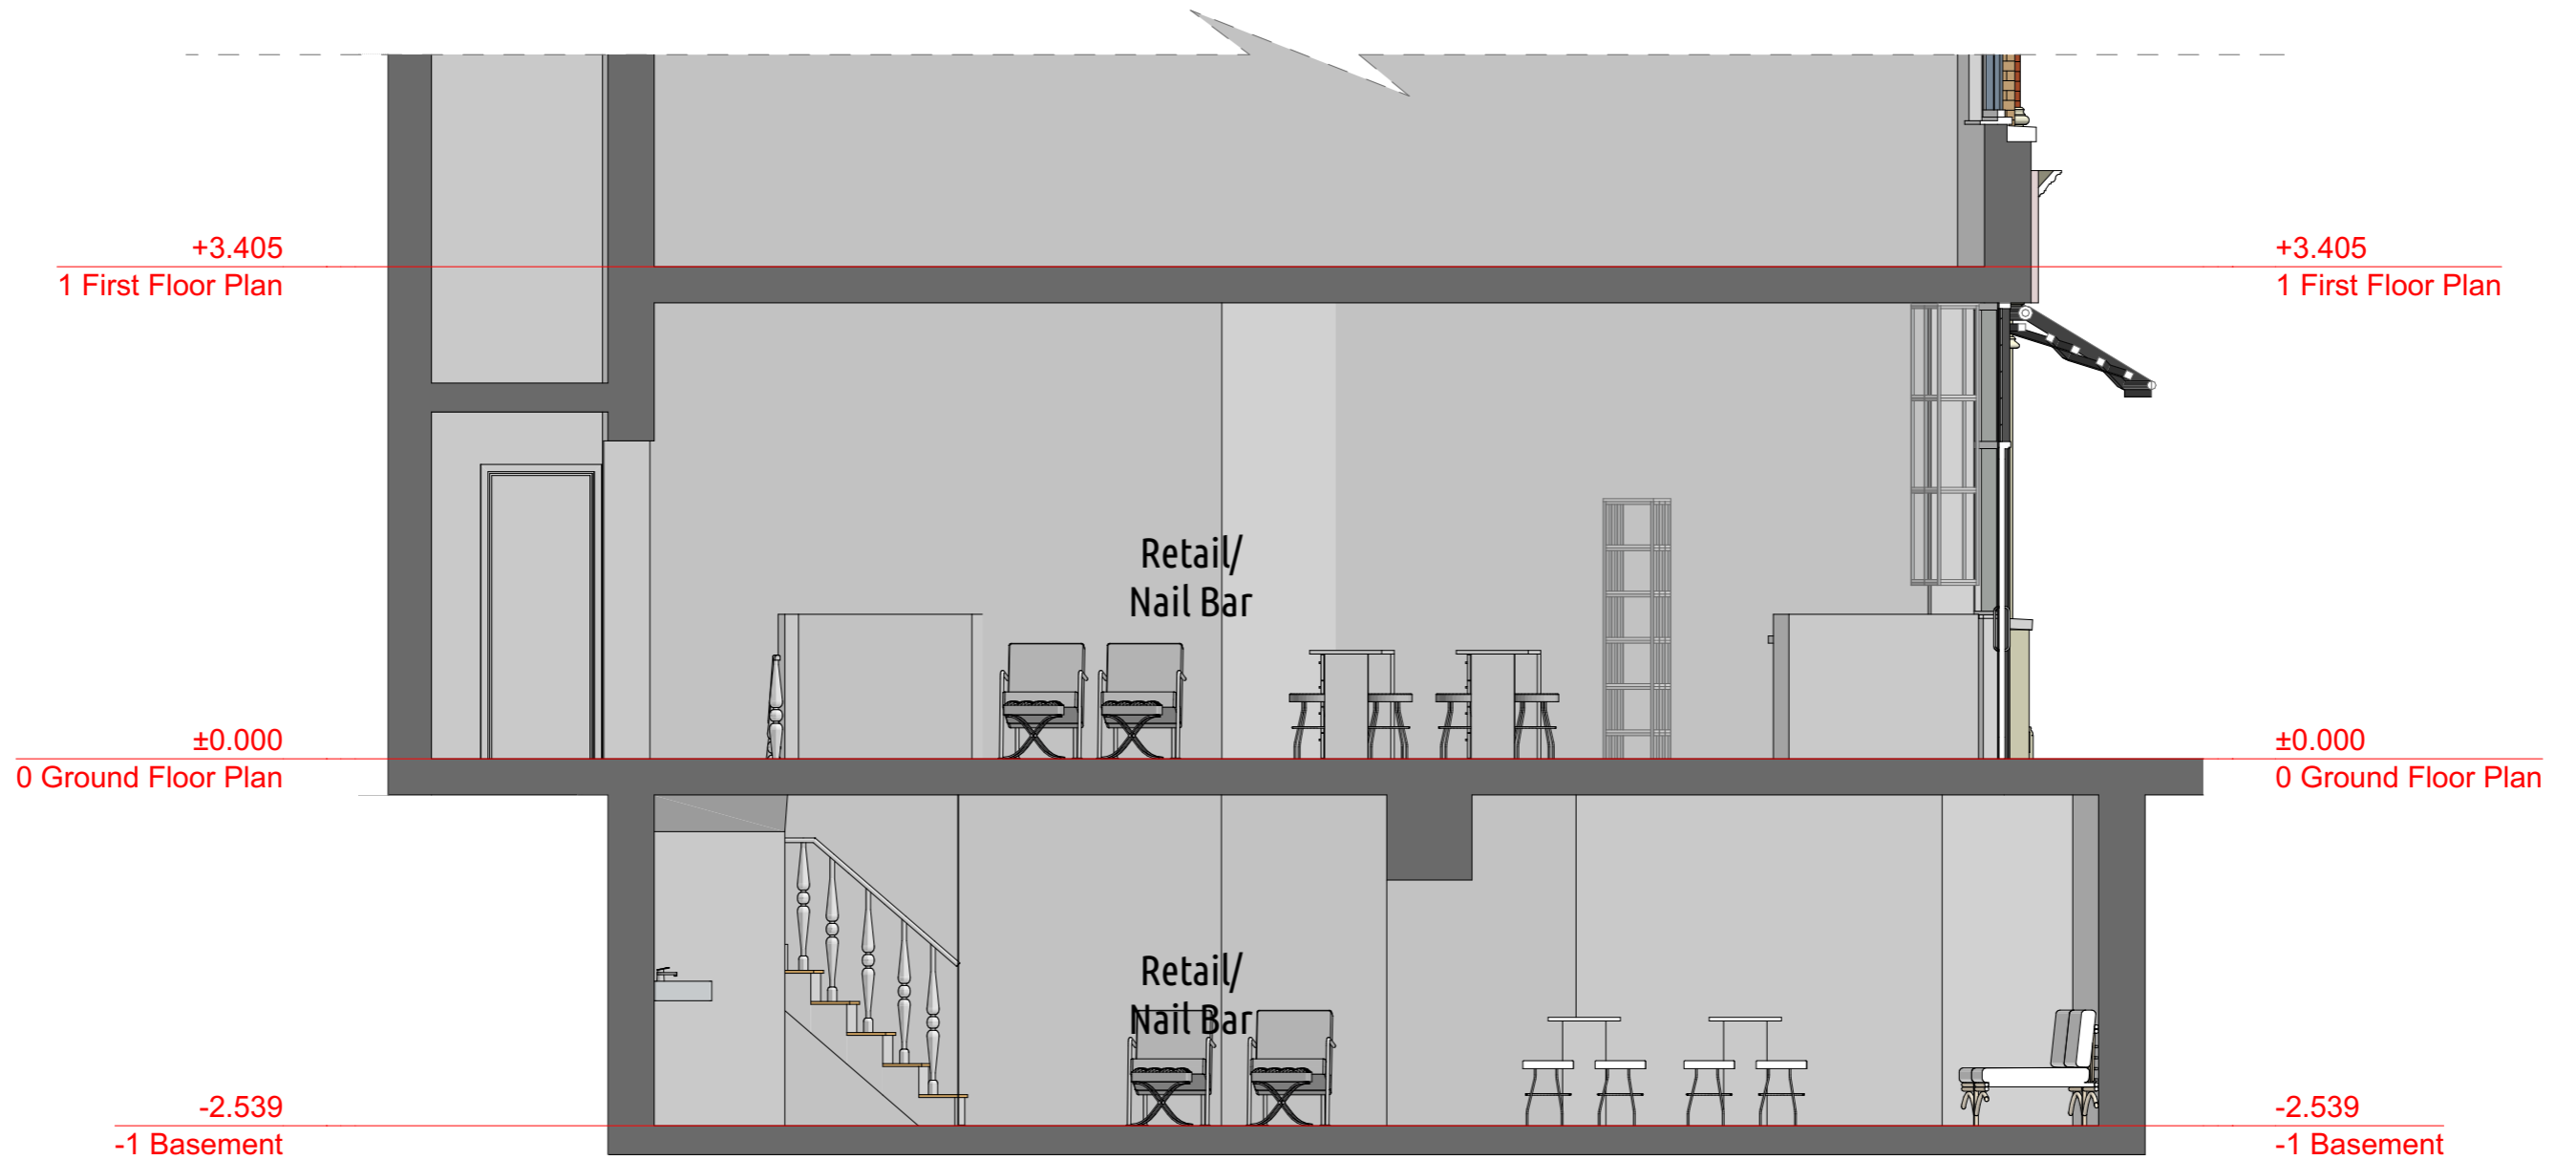 +3.405
1 First Floor Plan
+3.405
1 First Floor Plan
Retail/
Nail Bar
±0.000
0 Ground Floor Plan
±0.000
0 Ground Floor Plan
Retail/
Nail Bar
-2.539
-1 Basement
-2.539
-1 Basement